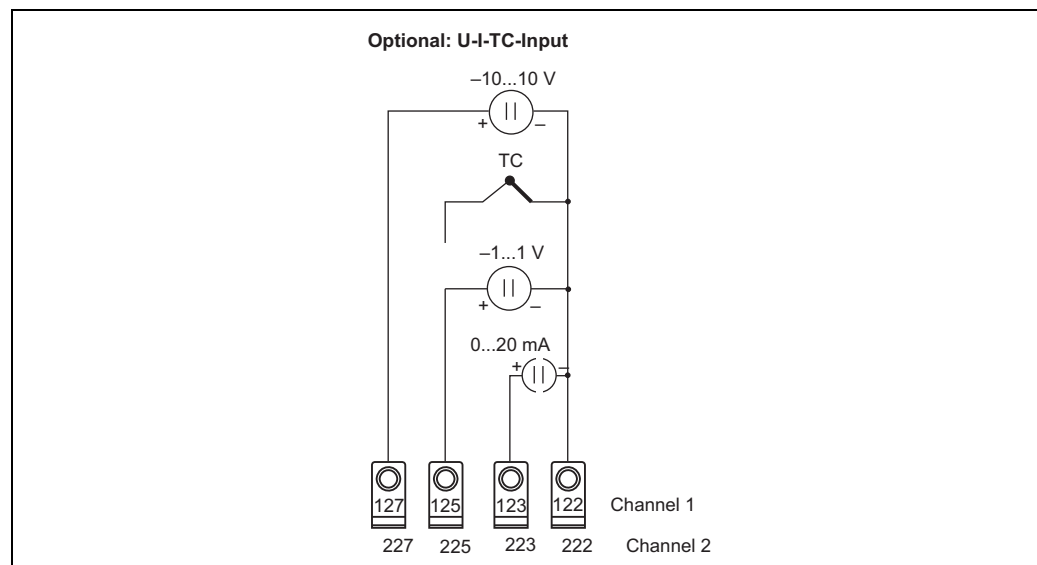 Optional: U-I-TC-Input
–10...10 V
+ –
TC
–1...1 V
+ –
0...20 mA
+ –
127 125 123 122 Channel 1
227 225 223 222 Channel 2